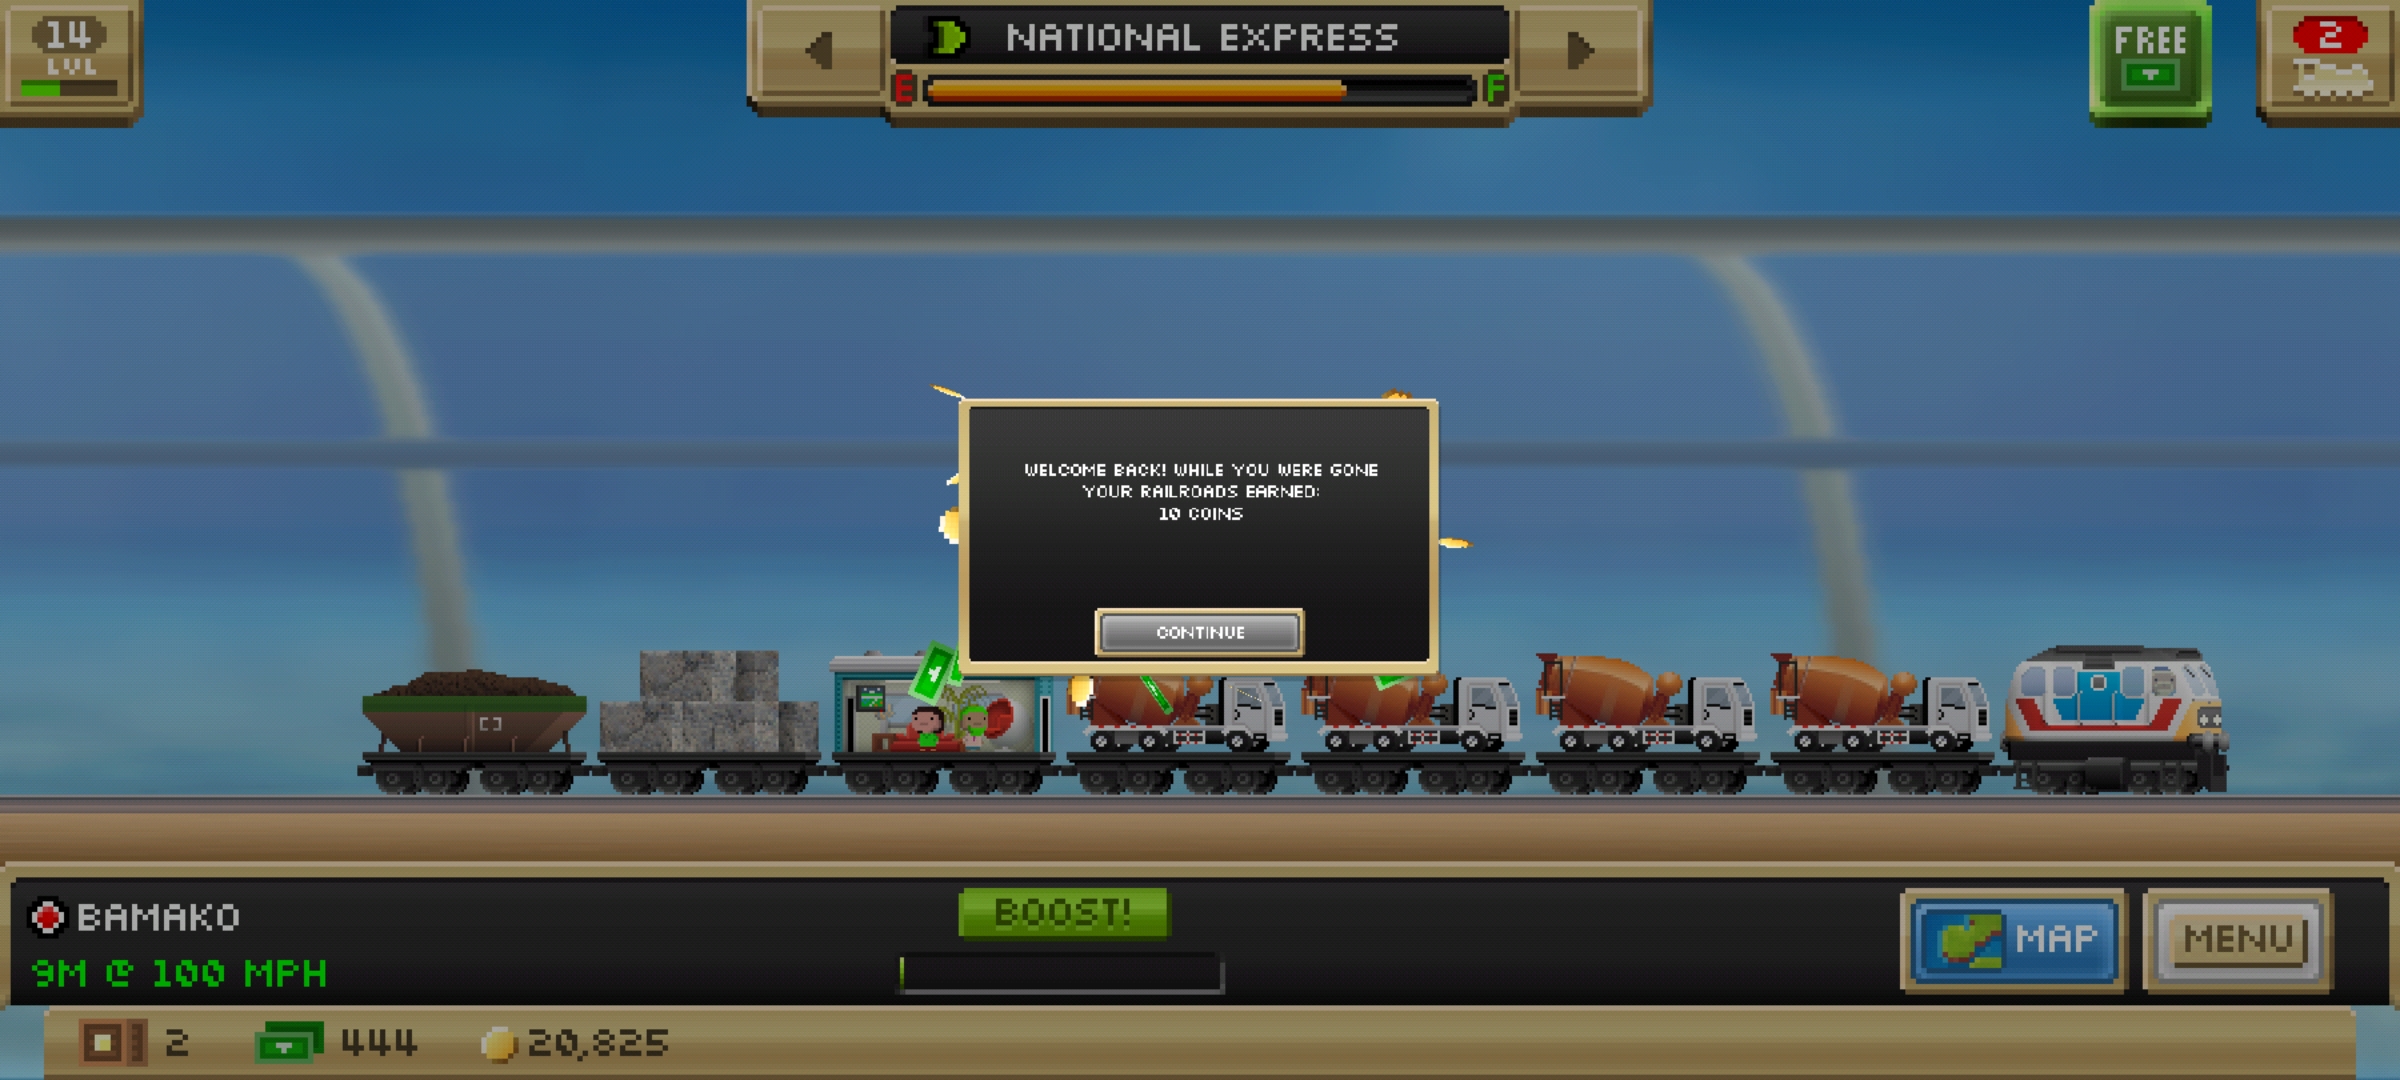 14
LVL
NATIONAL EXPRESS
E
F
FREE
2
WELCOME BACK! WHILE YOU WERE GONE
YOUR RAILROADS EARNED:
10 COINS
CONTINUE
BAMAKO
9M @ 100 MPH
BOOST!
MAP
MENU
2
444
20,825